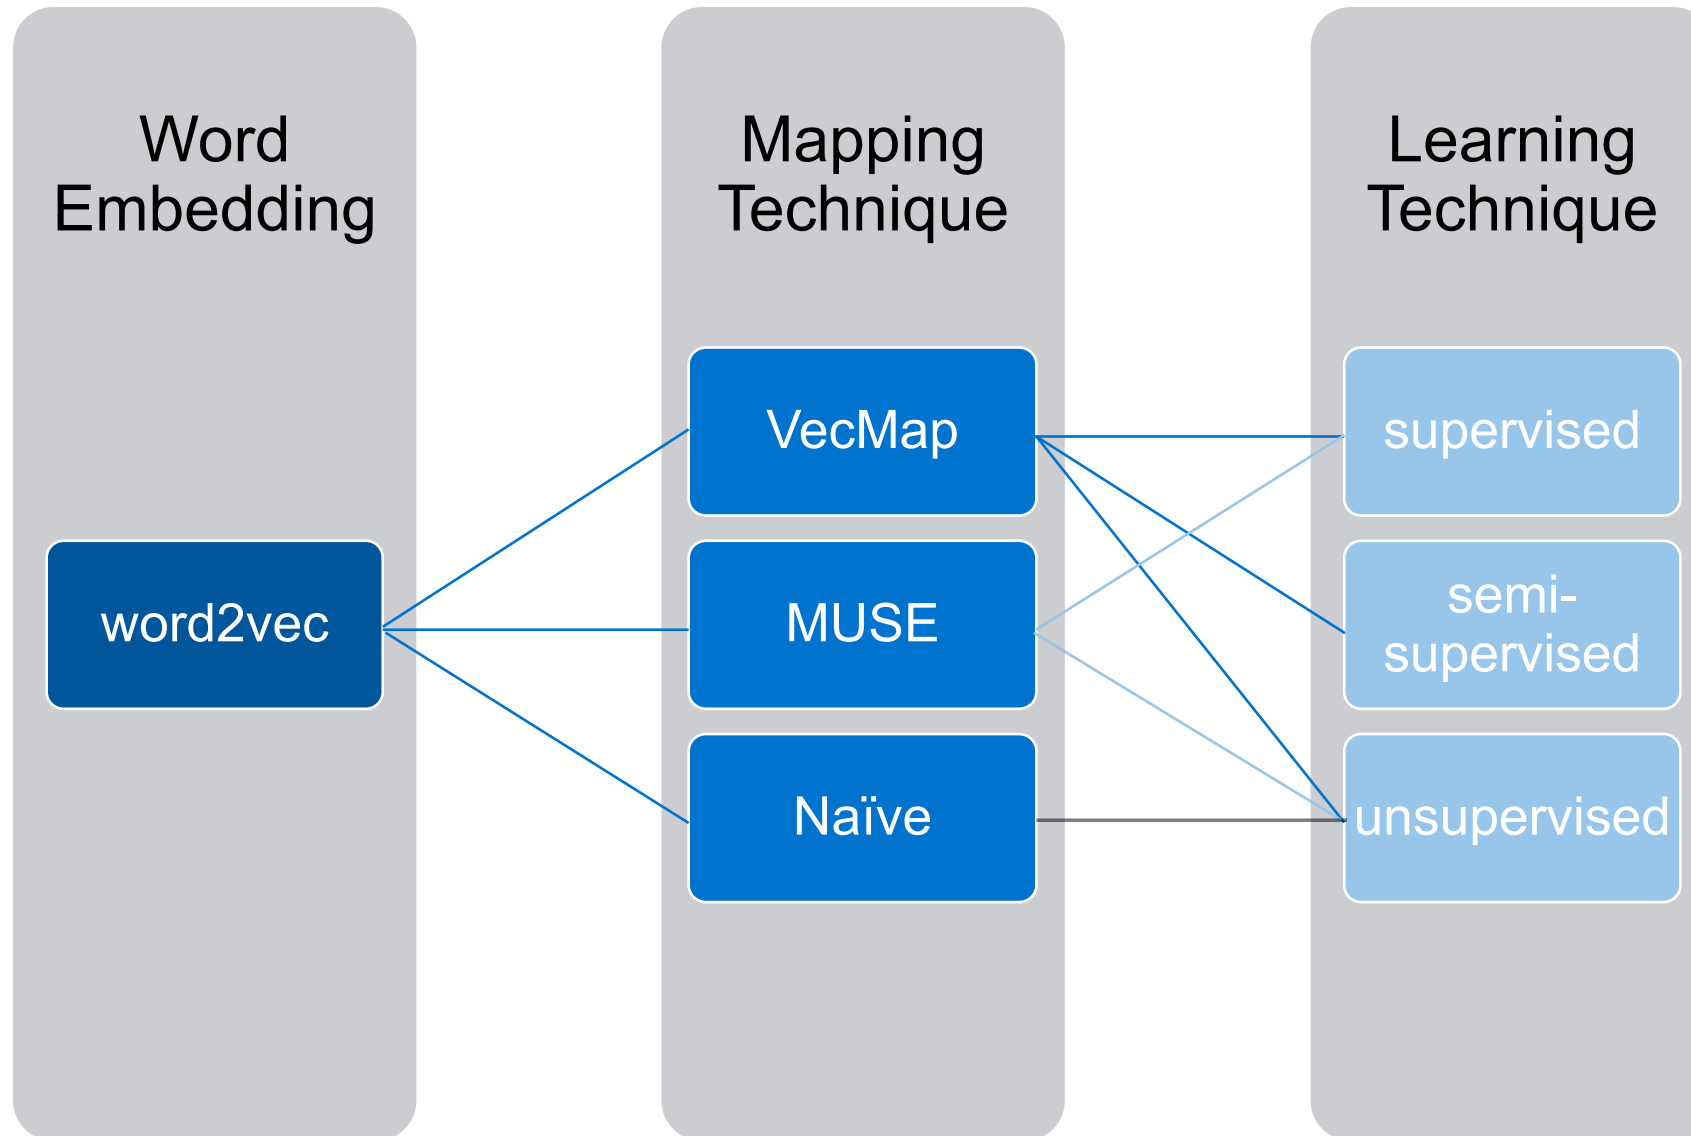 Word
Embedding
Mapping
Technique
Learning
Technique
word2vec
VecMap
MUSE
Naïve
supervised
semi-
supervised
unsupervised